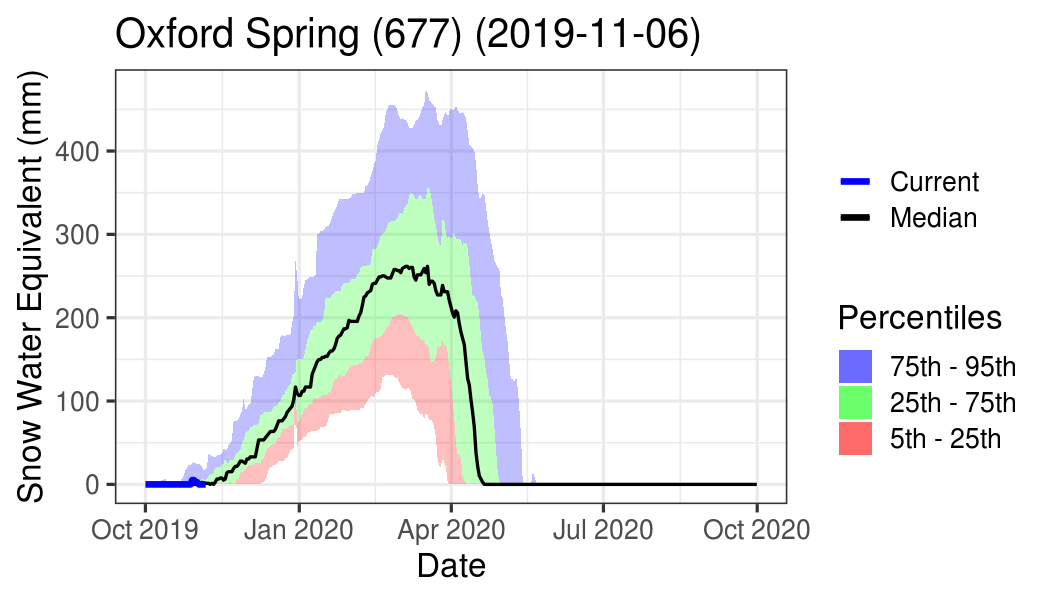 Oxford Spring (677) (2019-11-06)
Snow Water Equivalent (mm)
400
300
200
100
0
Oct 2019
Jan 2020
Apr 2020
Jul 2020
Oct 2020
Date
Current
Median
Percentiles
75th - 95th
25th - 75th
5th - 25th